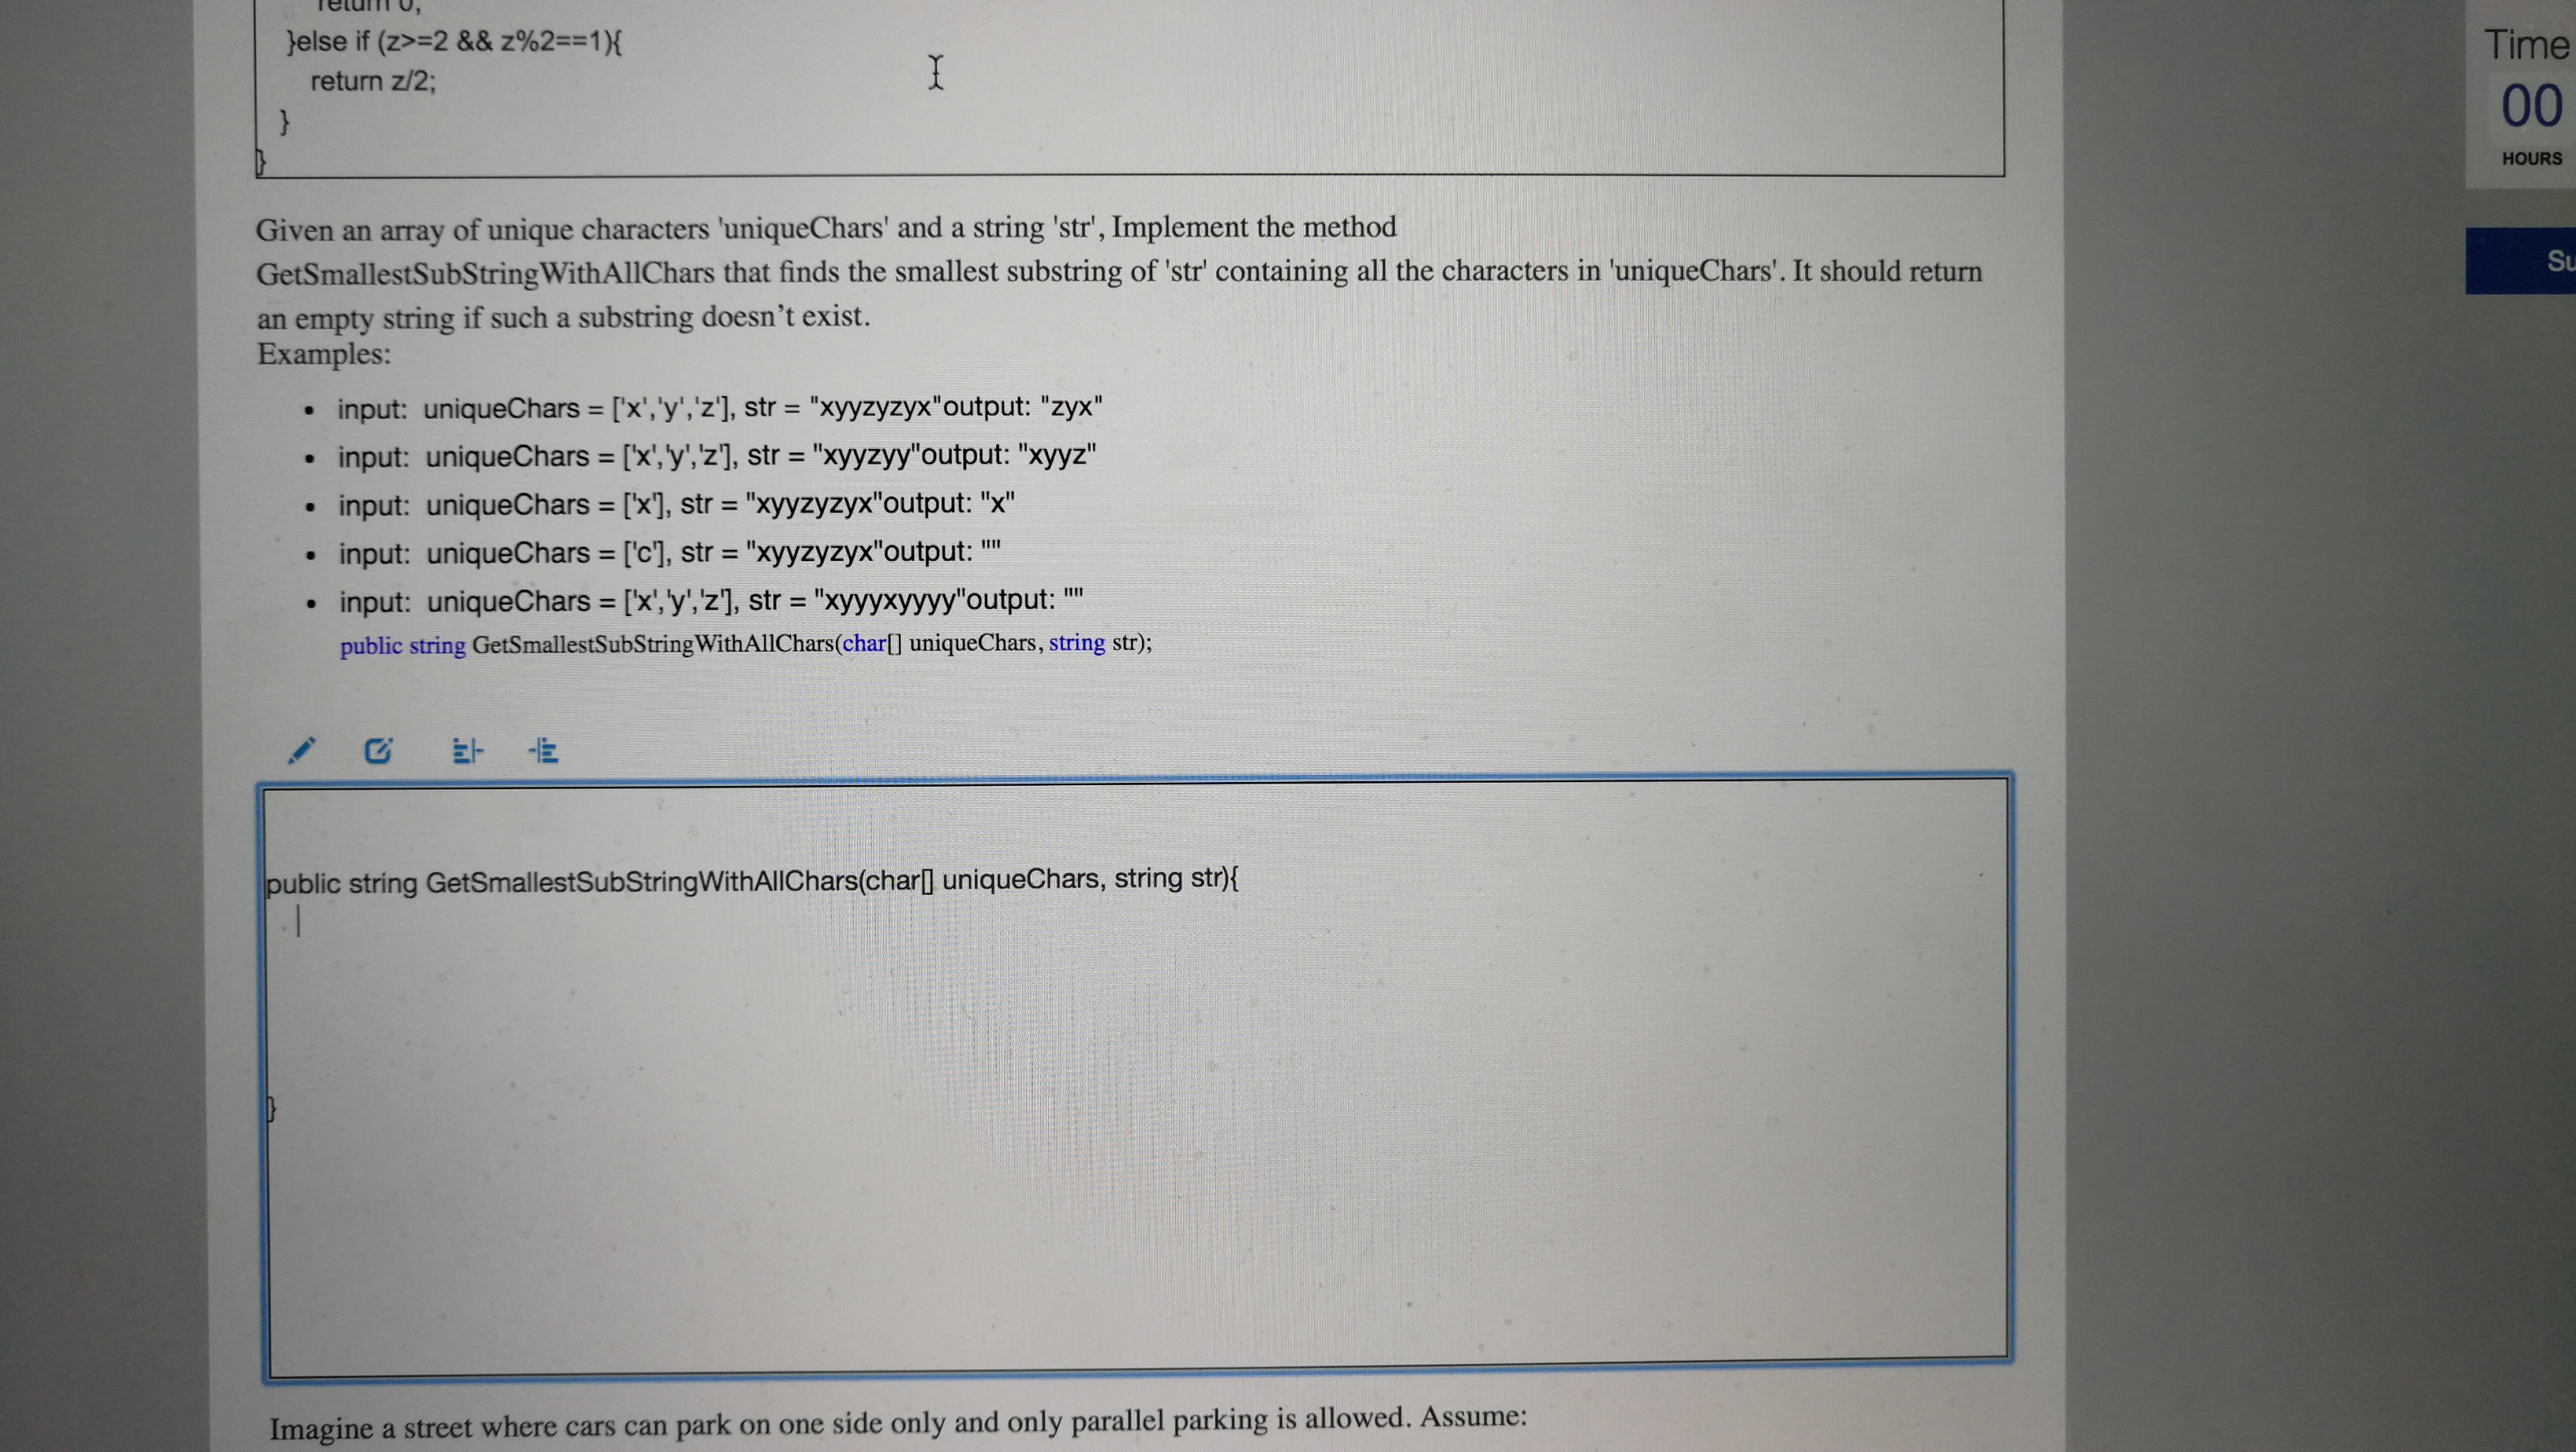 return 0;
}else if (z>=2 && z%2==1){
return z/2;
}
}
Time
00
HOURS
Su
Given an array of unique characters 'uniqueChars' and a string 'str', Implement the method
GetSmallestSubStringWithAllChars that finds the smallest substring of 'str' containing all the characters in 'uniqueChars'. It should return
an empty string if such a substring doesn’t exist.
Examples:
• input: uniqueChars = ['x','y','z'], str = "xyyzyzyx"output: "zyx"
• input: uniqueChars = ['x','y','z'], str = "xyyzyy"output: "xyyz"
• input: uniqueChars = ['x'], str = "xyyzyzyx"output: "x"
• input: uniqueChars = ['c'], str = "xyyzyzyx"output: ""
• input: uniqueChars = ['x','y','z'], str = "xyyyxyyyy"output: ""
public string GetSmallestSubStringWithAllChars(char[] uniqueChars, string str);
public string GetSmallestSubStringWithAllChars(char[] uniqueChars, string str){
}
Imagine a street where cars can park on one side only and only parallel parking is allowed. Assume: